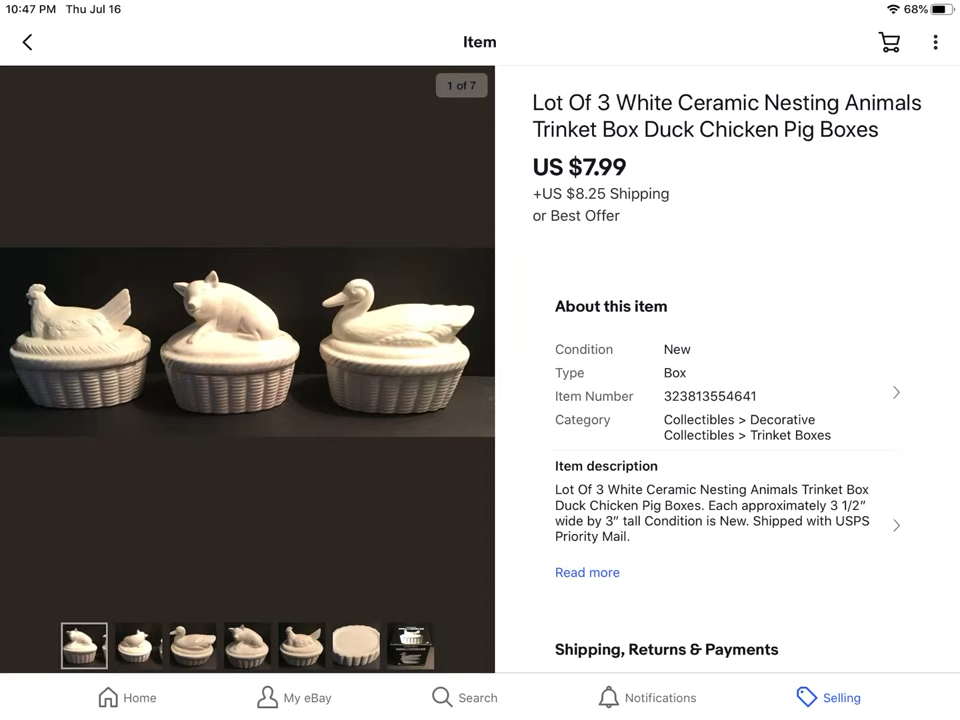 10:47 PM Thu Jul 16
68%
Item
1 of 7
Lot Of 3 White Ceramic Nesting Animals
Trinket Box Duck Chicken Pig Boxes
US $7.99
+US $8.25 Shipping
or Best Offer
About this item
Condition New
Type Box
Item Number 323813554641
Category Collectibles > Decorative
Collectibles > Trinket Boxes
Item description
Lot Of 3 White Ceramic Nesting Animals Trinket Box
Duck Chicken Pig Boxes. Each approximately 3 1/2”
wide by 3” tall Condition is New. Shipped with USPS
Priority Mail.
Read more
Shipping, Returns & Payments
Home My eBay Search Notifications Selling